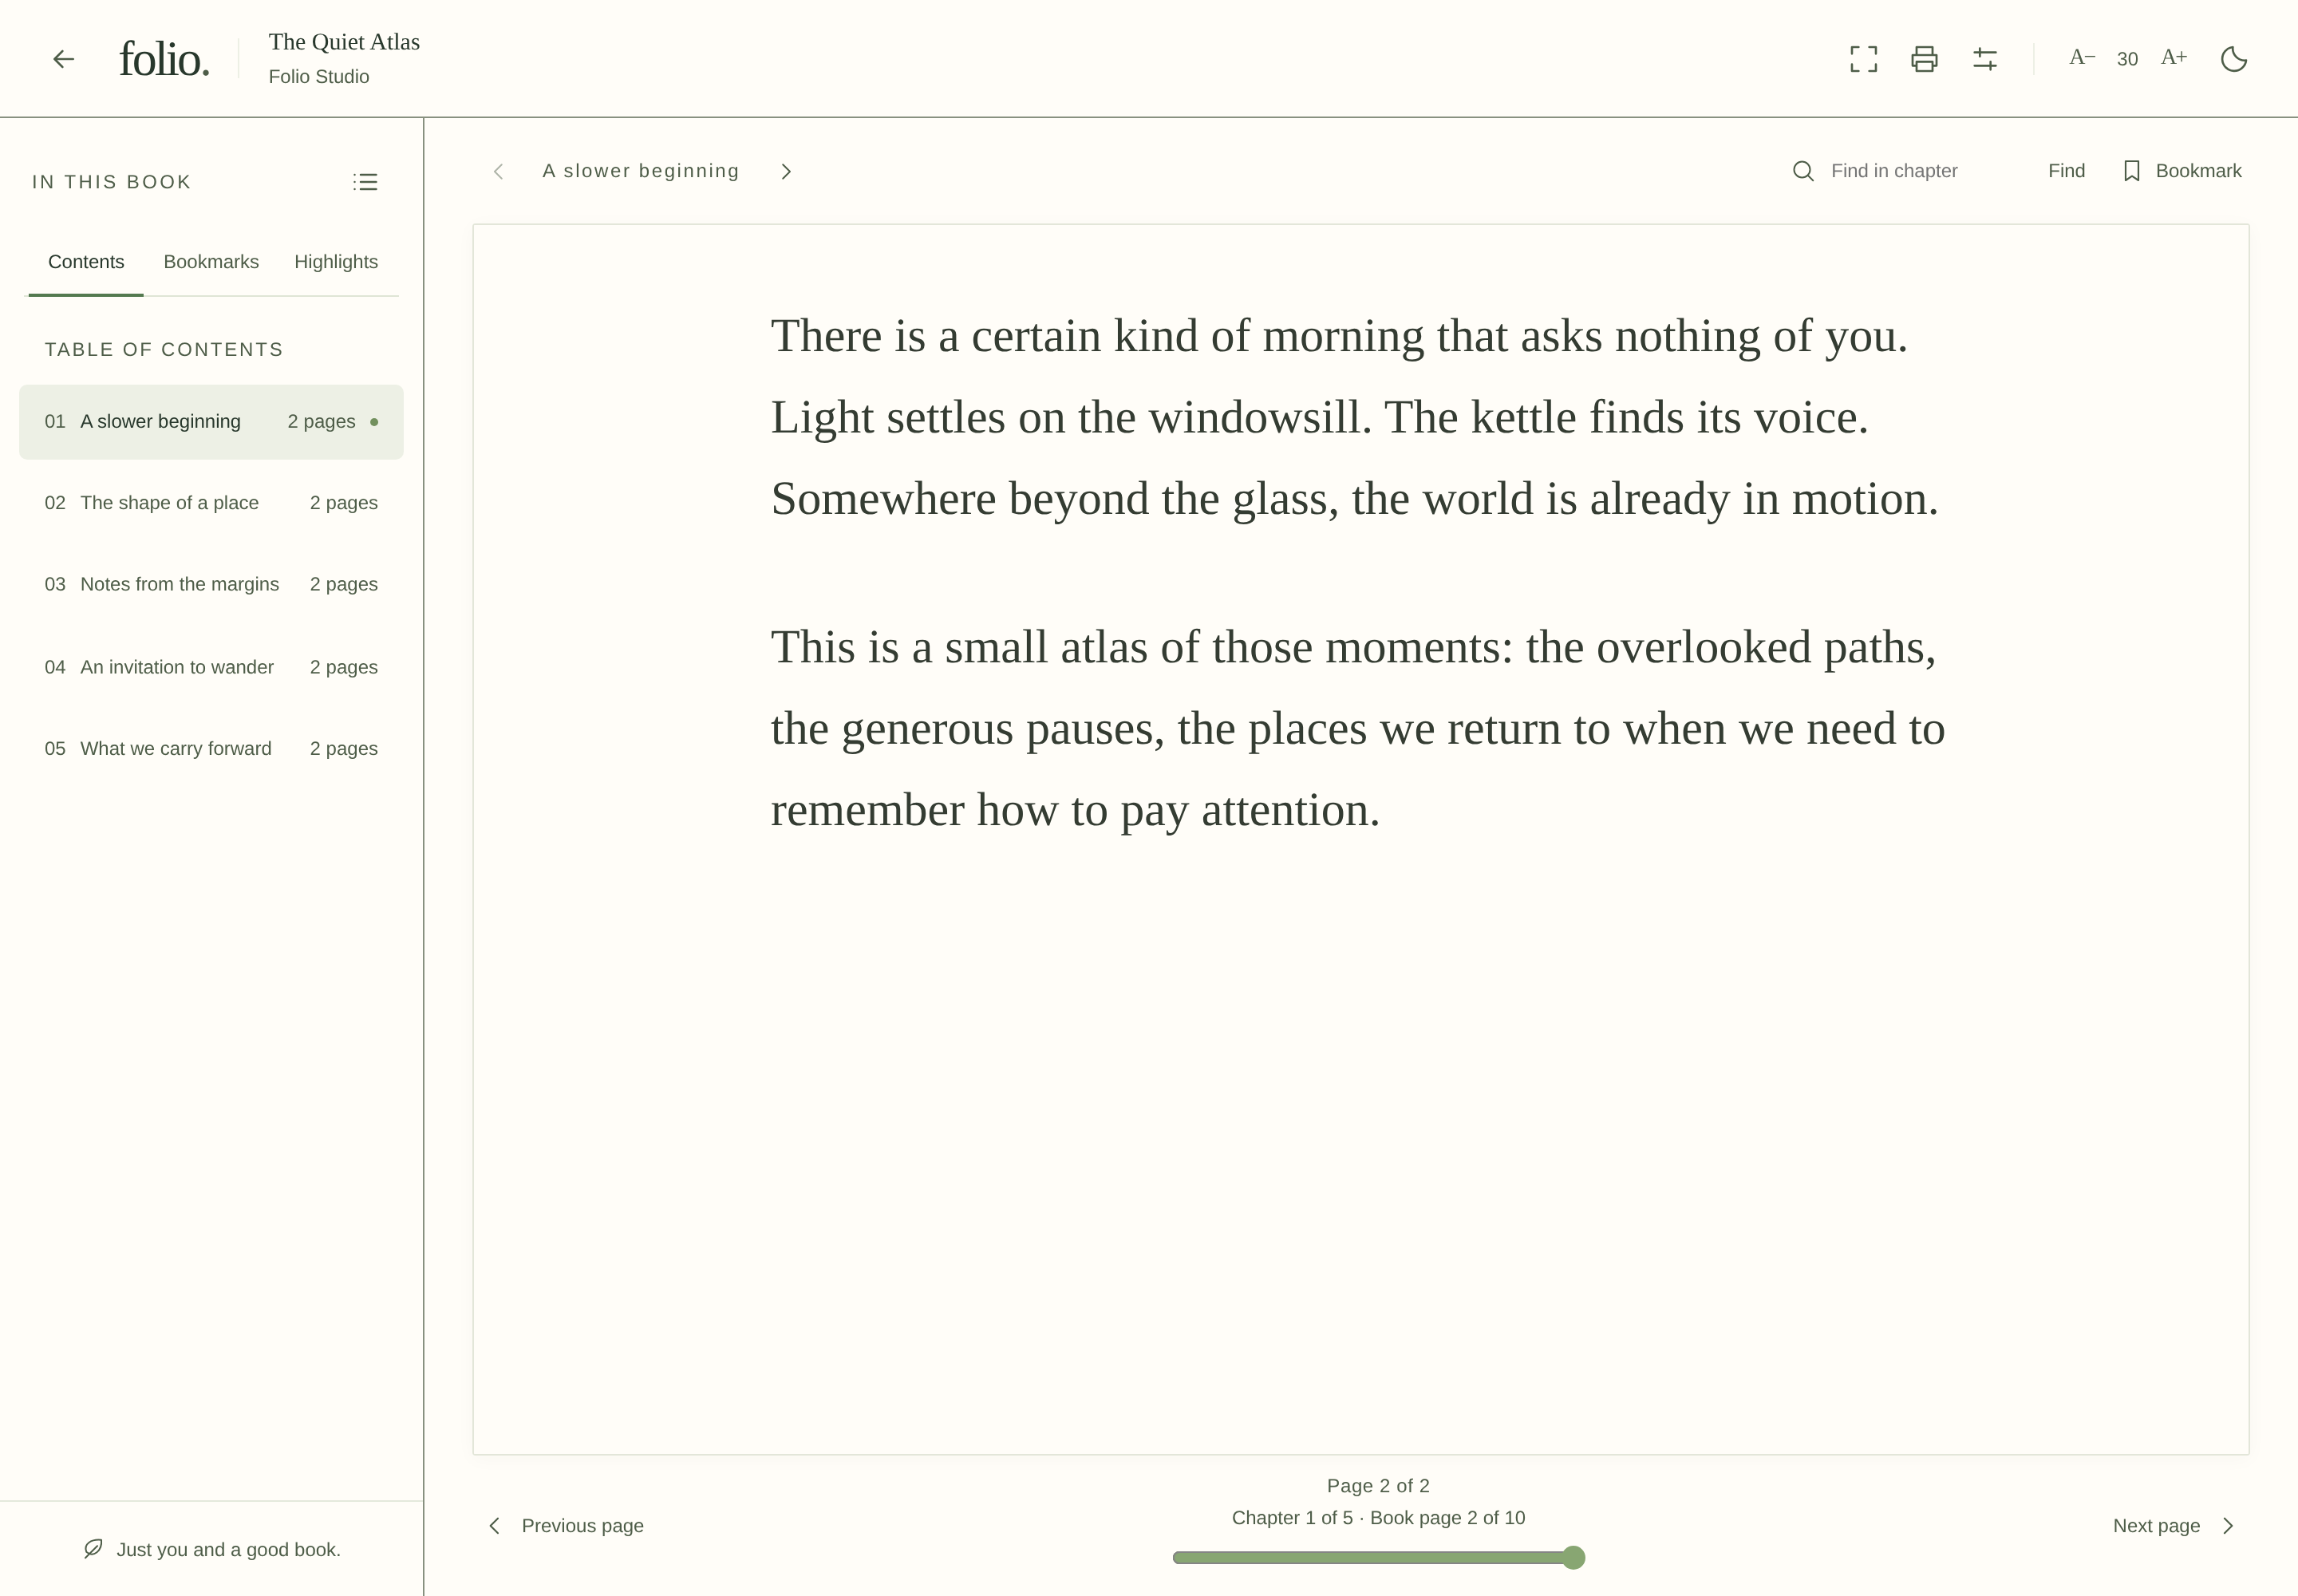 folio.
The Quiet Atlas
Folio Studio
A− 30 A+
IN THIS BOOK
Contents Bookmarks Highlights
TABLE OF CONTENTS
01 A slower beginning 2 pages
02 The shape of a place 2 pages
03 Notes from the margins 2 pages
04 An invitation to wander 2 pages
05 What we carry forward 2 pages
Just you and a good book.
A slower beginning
Find in chapter Find Bookmark
There is a certain kind of morning that asks nothing of you.
Light settles on the windowsill. The kettle finds its voice.
Somewhere beyond the glass, the world is already in motion.
This is a small atlas of those moments: the overlooked paths,
the generous pauses, the places we return to when we need to
remember how to pay attention.
Previous page
Page 2 of 2
Chapter 1 of 5 · Book page 2 of 10
Next page